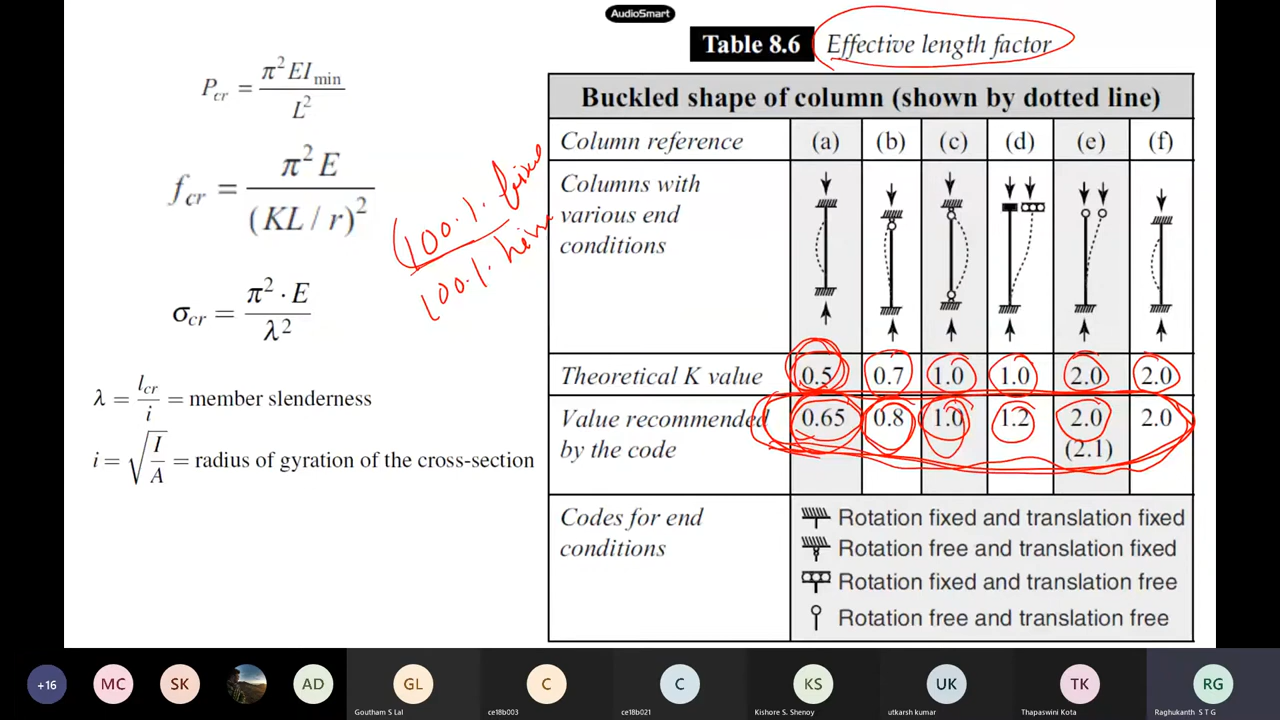 AudioSmart
Table 8.6 Effective length factor
P_cr = π² EI_min / L²
f_cr = π² E / (KL / r)²
σ_cr = π² · E / λ²
λ = l_cr / i = member slenderness
i = √(I / A) = radius of gyration of the cross-section
100.1. fixed
100.1.
Buckled shape of column (shown by dotted line)
Column reference (a) (b) (c) (d) (e) (f)
Columns with
various end
conditions
Theoretical K value 0.5 0.7 1.0 1.0 2.0 2.0
Value recommended 0.65 0.8 1.0 1.2 2.0 2.0
by the code (2.1)
Codes for end
conditions
Rotation fixed and translation fixed
Rotation free and translation fixed
Rotation fixed and translation free
Rotation free and translation free
+16 MC SK AD GL C C KS UK TK RG
Goutham S Lal ce18b003 ce18b021 Kishore S. Shenoy utkarsh kumar Thapaswini Kota Raghukanth S T G